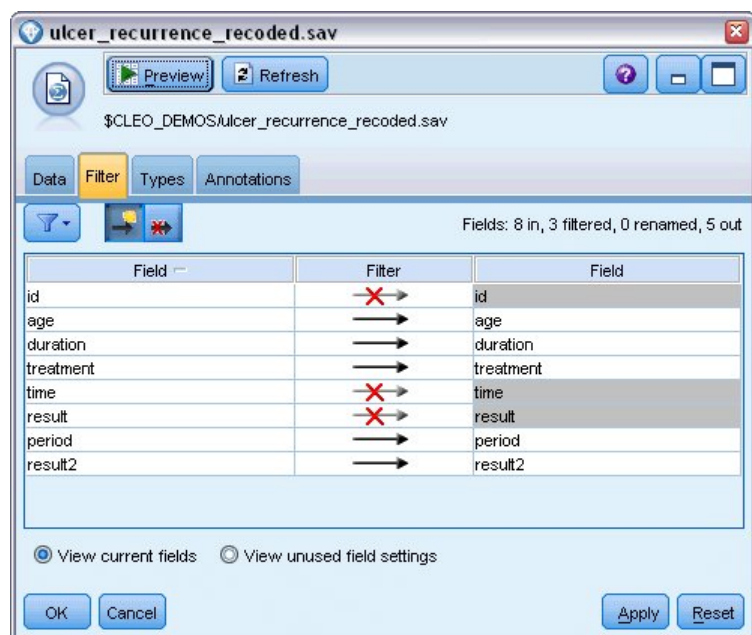 ulcer_recurrence_recoded.sav
Preview Refresh
$CLEO_DEMOS/ulcer_recurrence_recoded.sav
Data Filter Types Annotations
Fields: 8 in, 3 filtered, 0 renamed, 5 out
Field Filter Field
id id
age age
duration duration
treatment treatment
time time
result result
period period
result2 result2
View current fields View unused field settings
OK Cancel Apply Reset